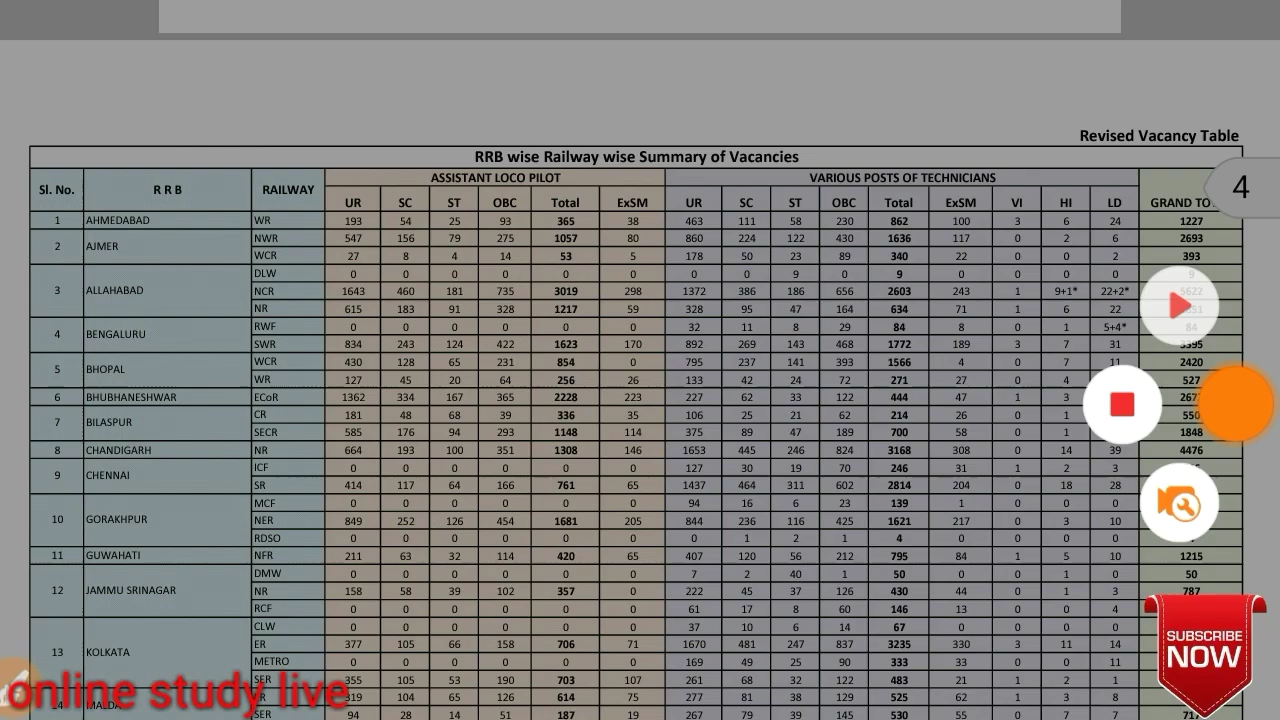 Revised Vacancy Table
RRB wise Railway wise Summary of Vacancies
Sl. No. R R B RAILWAY ASSISTANT LOCO PILOT VARIOUS POSTS OF TECHNICIANS
UR SC ST OBC Total ExSM UR SC ST OBC Total ExSM VI HI LD GRAND
4
1 AHMEDABAD WR 193 54 25 93 365 38 463 111 58 230 862 100 3 6 24 1227
2 AJMER NWR 547 156 79 275 1057 80 860 224 122 430 1636 117 0 2 6 2693
WCR 27 8 4 14 53 5 178 50 23 89 340 22 0 0 2 393
3 ALLAHABAD DLW 0 0 0 0 0 0 0 0 9 0 9 0 0 0 0 9
NCR 1643 460 181 735 3019 298 1372 386 186 656 2603 243 1 9+1* 22+2* 5622
NR 615 183 91 328 1217 59 328 95 47 164 634 71 1 6 22
4 BENGALURU RWF 0 0 0 0 0 0 32 11 8 29 84 8 0 1 5+4* 84
SWR 834 243 124 422 1623 170 892 269 143 468 1772 189 3 7 31 3395
5 BHOPAL WCR 430 128 65 231 854 0 795 237 141 393 1566 4 0 7 11 2420
WR 127 45 20 64 256 26 133 42 24 72 271 27 0 4 527
6 BHUBHANESHWAR ECoR 1362 334 167 365 2228 223 227 62 33 122 444 47 1 3
7 BILASPUR CR 181 48 68 39 336 35 106 25 21 62 214 26 0 1 550
SECR 585 176 94 293 1148 114 375 89 47 189 700 58 0 1 1848
8 CHANDIGARH NR 664 193 100 351 1308 146 1653 445 246 824 3168 308 0 14 39 4476
9 CHENNAI ICF 0 0 0 0 0 0 127 30 19 70 246 31 1 2 3
SR 414 117 64 166 761 65 1437 464 311 602 2814 204 0 18 28
10 GORAKHPUR MCF 0 0 0 0 0 0 94 16 6 23 139 1 0 0 0
NER 849 252 126 454 1681 205 844 236 116 425 1621 217 0 3 10
RDSO 0 0 0 0 0 0 0 1 2 1 4 0 0 0 0
11 GUWAHATI NFR 211 63 32 114 420 65 407 120 56 212 795 84 1 5 10 1215
12 JAMMU SRINAGAR DMW 0 0 0 0 0 0 7 2 40 1 50 0 0 1 0 50
NR 158 58 39 102 357 0 222 45 37 126 430 44 0 1 3 787
RCF 0 0 0 0 0 0 61 17 8 60 146 13 0 0 4
13 KOLKATA CLW 0 0 0 0 0 0 37 10 6 14 67 0 0 0 0
ER 377 105 66 158 706 71 1670 481 247 837 3235 330 3 11 14
METRO 0 0 0 0 0 0 169 49 25 90 333 33 0 0 11
SER 355 105 53 190 703 107 261 68 32 122 483 21 1 2 1
319 104 65 126 614 75 277 81 38 129 525 62 1 3 8
SER 94 28 14 51 187 19 267 79 39 145 530 55 0 7 7
SUBSCRIBE
NOW
online study live